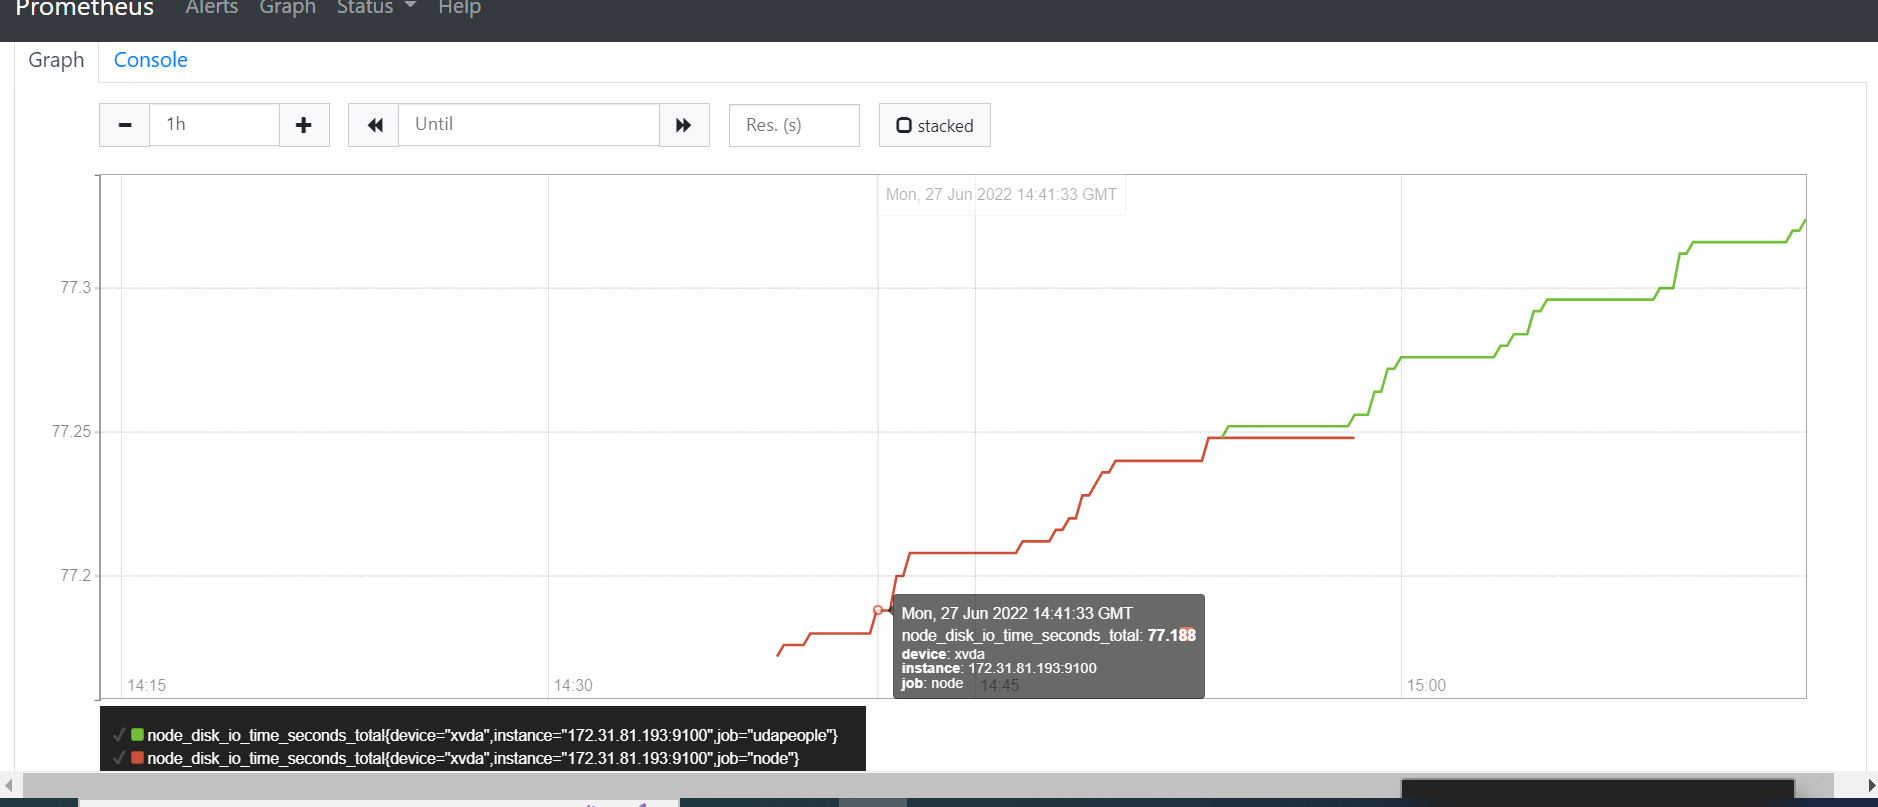 Prometheus Alerts Graph Status Help
Graph Console
1h Until Res. (s) stacked
Mon, 27 Jun 2022 14:41:33 GMT
77.3
77.25
77.2
Mon, 27 Jun 2022 14:41:33 GMT
node_disk_io_time_seconds_total: 77.188
device: xvda
instance: 172.31.81.193:9100
job: node
14:15 14:30 14:45 15:00
node_disk_io_time_seconds_total{device="xvda",instance="172.31.81.193:9100",job="udapeople"}
node_disk_io_time_seconds_total{device="xvda",instance="172.31.81.193:9100",job="node"}